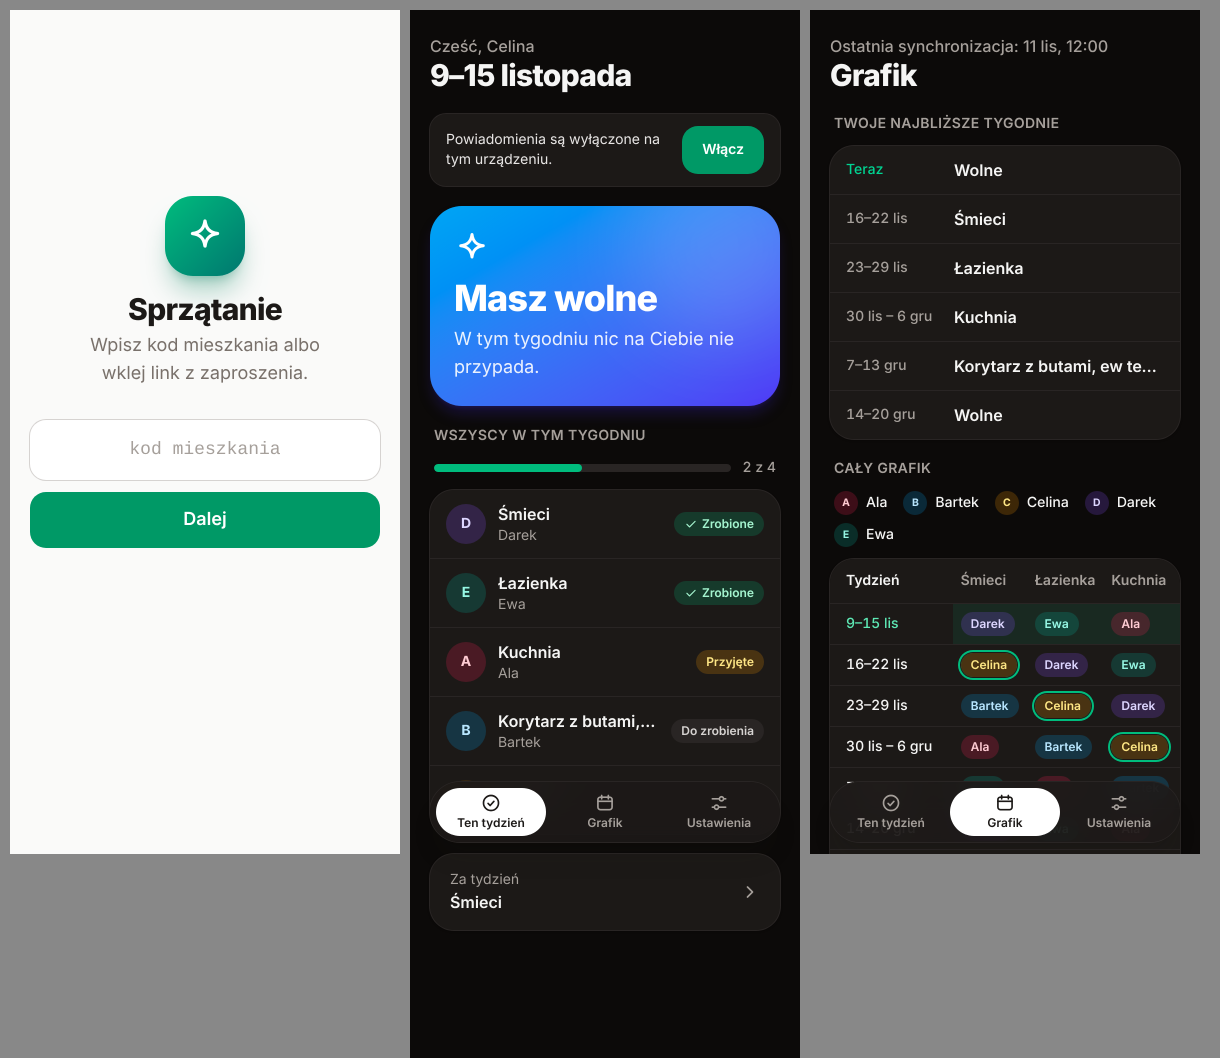 Sprzątanie
Wpisz kod mieszkania albo
wklej link z zaproszenia.
kod mieszkania
Dalej
Cześć, Celina
9–15 listopada
Powiadomienia są wyłączone na
tym urządzeniu.
Włącz
Masz wolne
W tym tygodniu nic na Ciebie nie
przypada.
WSZYSCY W TYM TYGODNIU
2 z 4
D
Śmieci
Darek
Zrobione
E
Łazienka
Ewa
Zrobione
A
Kuchnia
Ala
Przyjęte
B
Korytarz z butami,...
Bartek
Do zrobienia
Ten tydzień
Grafik
Ustawienia
Za tydzień
Śmieci
Ostatnia synchronizacja: 11 lis, 12:00
Grafik
TWOJE NAJBLIŻSZE TYGODNIE
Teraz Wolne
16–22 lis Śmieci
23–29 lis Łazienka
30 lis – 6 gru Kuchnia
7–13 gru Korytarz z butami, ew te...
14–20 gru Wolne
CAŁY GRAFIK
A Ala B Bartek C Celina D Darek
E Ewa
Tydzień Śmieci Łazienka Kuchnia
9–15 lis Darek Ewa Ala
16–22 lis Celina Darek Ewa
23–29 lis Bartek Celina Darek
30 lis – 6 gru Ala Bartek Celina
Ten tydzień Grafik Ustawienia